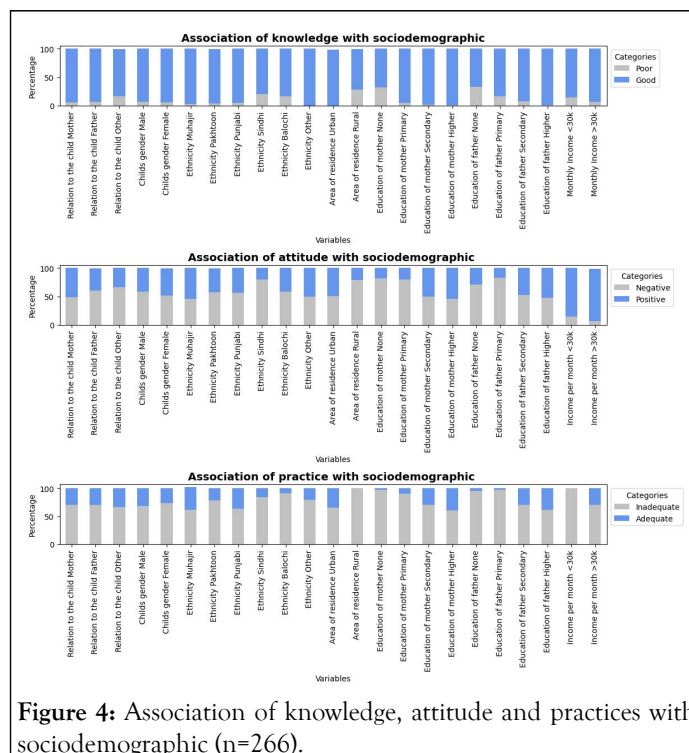 Association of knowledge with sociodemographic
100
50
0
Percentage
Categories
Poor
Good
Relation to the child Mother
Relation to the child Father
Relation to the child Other
Childs gender Male
Childs gender Female
Ethnicity Muhajir
Ethnicity Pakhtoon
Ethnicity Punjabi
Ethnicity Sindhi
Ethnicity Balochi
Ethnicity Other
Area of residence Urban
Area of residence Rural
Education of mother None
Education of mother Primary
Education of mother Secondary
Education of mother Higher
Education of father None
Education of father Primary
Education of father Secondary
Education of father Higher
Monthly Income <30k
Monthly Income >30k
Variables
Association of attitude with sociodemographic
100
50
0
Percentage
Categories
Negative
Positive
Relation to the child Mother
Relation to the child Father
Relation to the child Other
Childs gender Male
Childs gender Female
Ethnicity Muhajir
Ethnicity Pakhtoon
Ethnicity Punjabi
Ethnicity Sindhi
Ethnicity Balochi
Ethnicity Other
Area of residence Urban
Area of residence Rural
Education of mother None
Education of mother Primary
Education of mother Secondary
Education of mother Higher
Education of father None
Education of father Primary
Education of father Secondary
Education of father Higher
Income per month <30k
Income per month >30k
Variables
Association of practice with sociodemographic
100
50
0
Percentage
Categories
Inadequate
Adequate
Relation to the child Mother
Relation to the child Father
Relation to the child Other
Childs gender Male
Childs gender Female
Ethnicity Muhajir
Ethnicity Pakhtoon
Ethnicity Punjabi
Ethnicity Sindhi
Ethnicity Balochi
Ethnicity Other
Area of residence Urban
Area of residence Rural
Education of mother None
Education of mother Primary
Education of mother Secondary
Education of mother Higher
Education of father None
Education of father Primary
Education of father Secondary
Education of father Higher
Income per month <30k
Income per month >30k
Variables
Figure 4: Association of knowledge, attitude and practices with
sociodemographic (n=266).